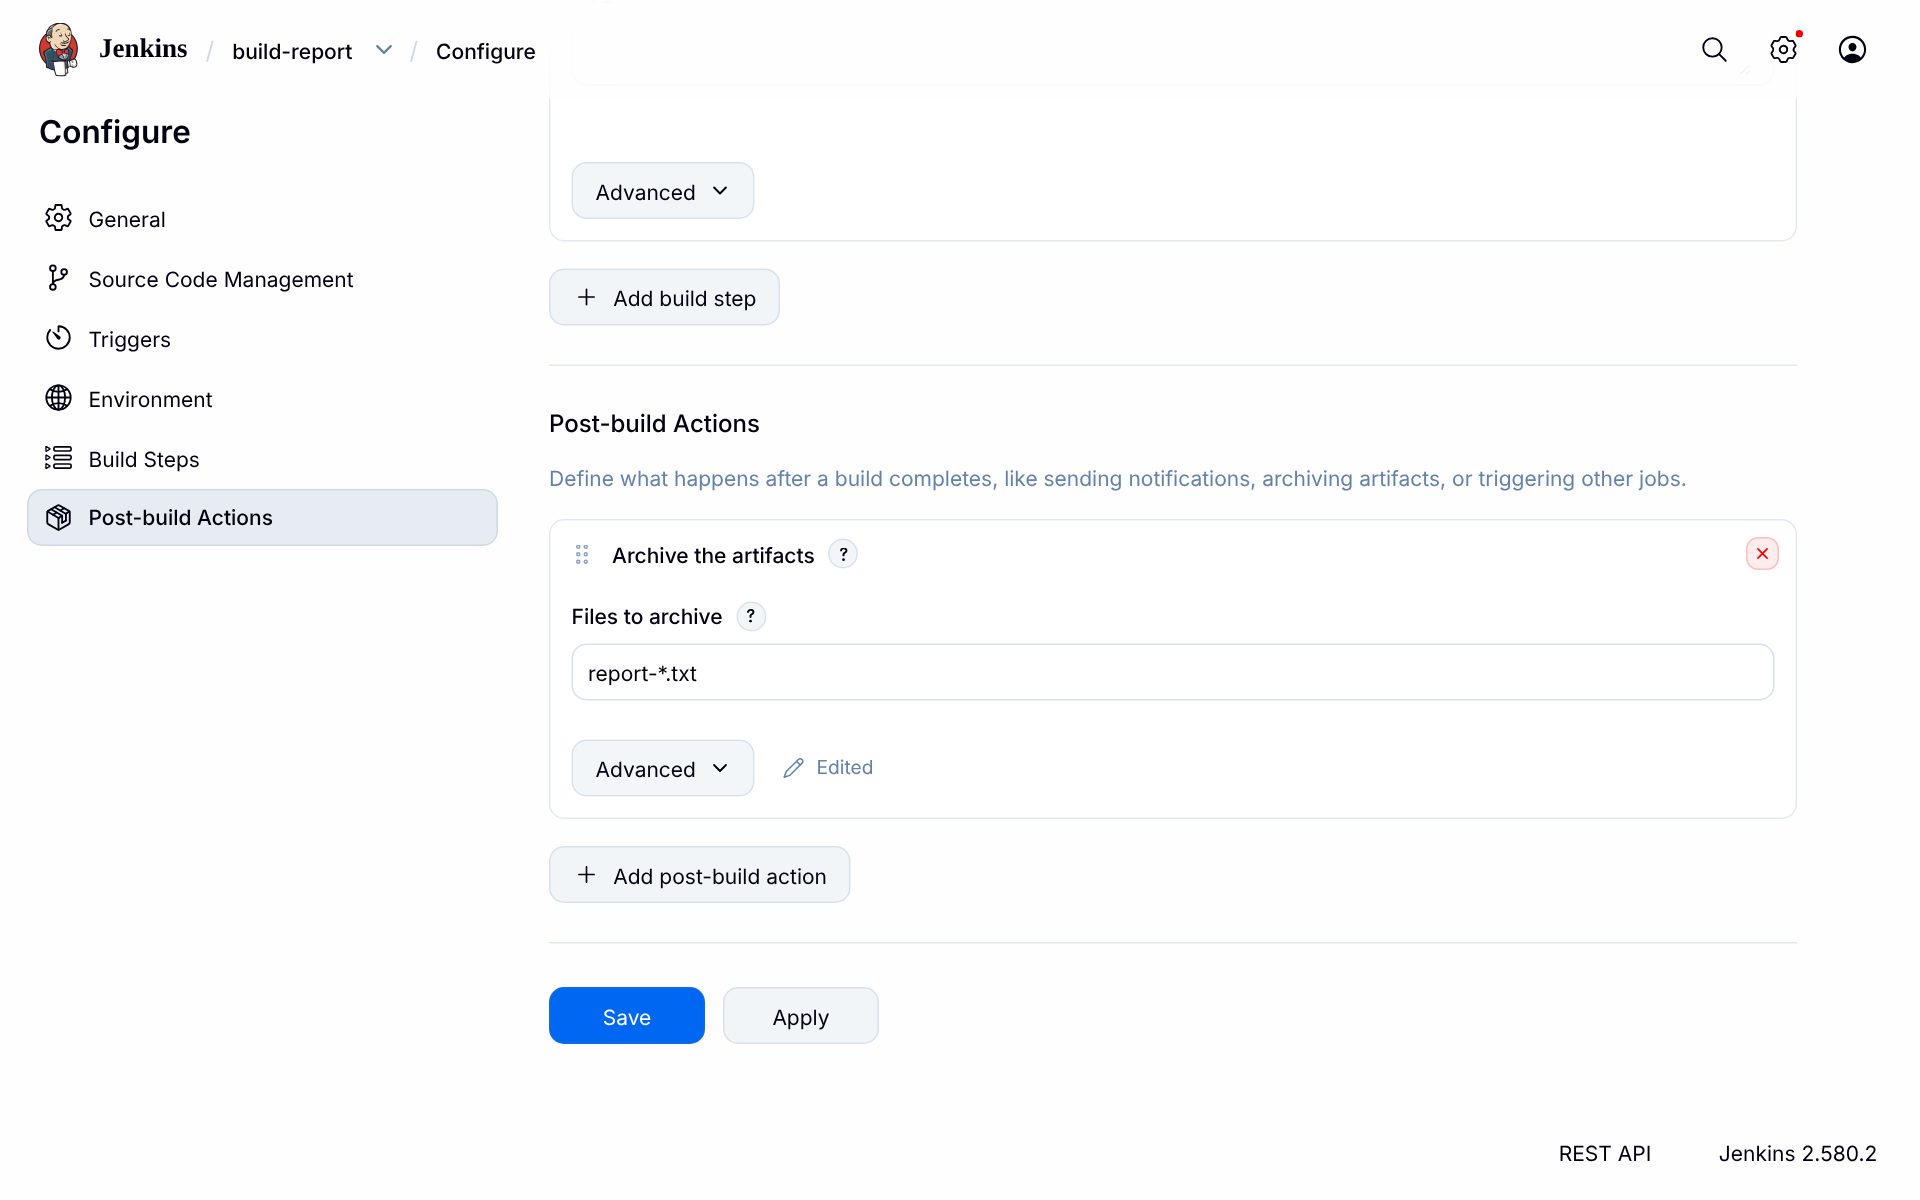 Jenkins / build-report / Configure
Configure
General
Source Code Management
Triggers
Environment
Build Steps
Post-build Actions
Advanced
Add build step
Post-build Actions
Define what happens after a build completes, like sending notifications, archiving artifacts, or triggering other jobs.
Archive the artifacts ?
Files to archive ?
report-*.txt
Advanced Edited
Add post-build action
Save Apply
REST API Jenkins 2.580.2